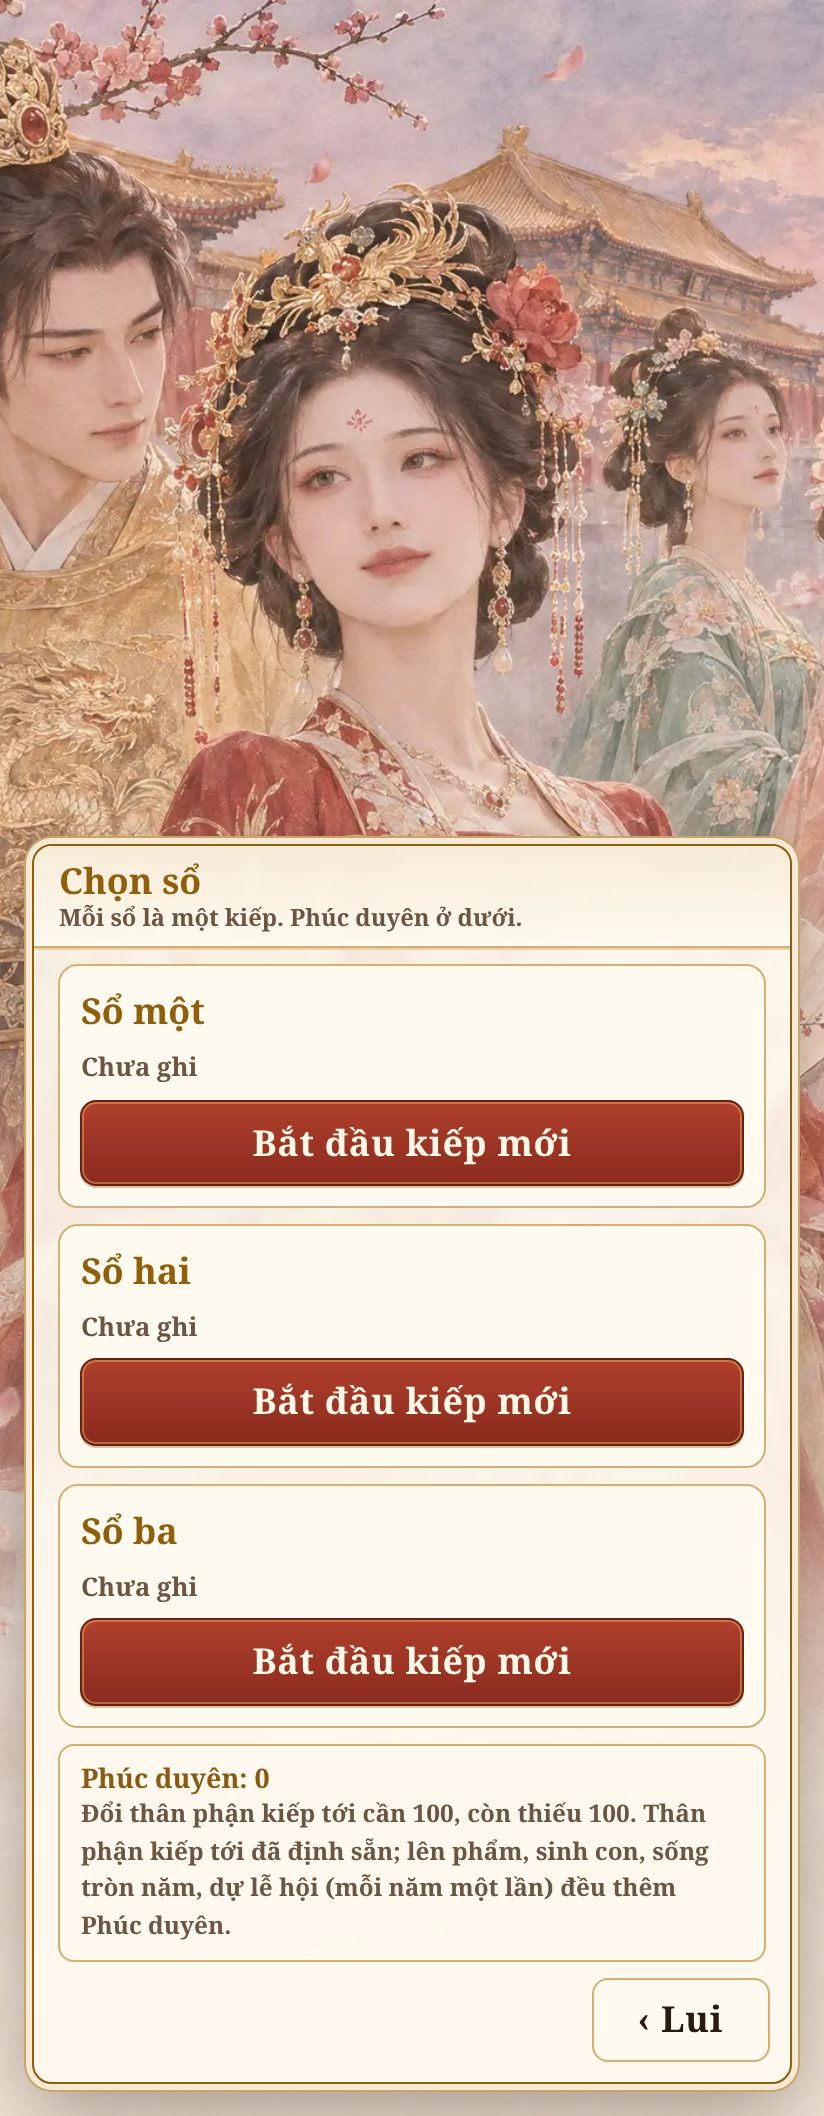 Chọn sổ
Mỗi sổ là một kiếp. Phúc duyên ở dưới.
Sổ một
Chưa ghi
Bắt đầu kiếp mới
Sổ hai
Chưa ghi
Bắt đầu kiếp mới
Sổ ba
Chưa ghi
Bắt đầu kiếp mới
Phúc duyên: 0
Đổi thân phận kiếp tới cần 100, còn thiếu 100. Thân
phận kiếp tới đã định sẵn; lên phẩm, sinh con, sống
tròn năm, dự lễ hội (mỗi năm một lần) đều thêm
Phúc duyên.
‹ Lui